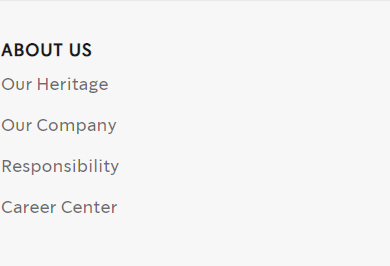 ABOUT US
Our Heritage
Our Company
Responsibility
Career Center